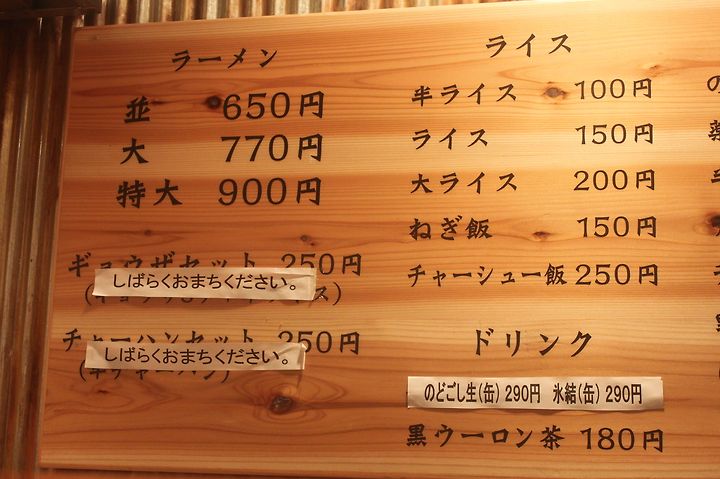 ラーメン
並 650円
大 770円
特大 900円
ギョウザセット 250円
しばらくおまちください。
チャーハンセット 250円
しばらくおまちください。
ライス
半ライス 100円
ライス 150円
大ライス 200円
ねぎ飯 150円
チャーシュー飯 250円
ドリンク
のどごし生(缶) 290円 氷結(缶) 290円
黒ウーロン茶 180円